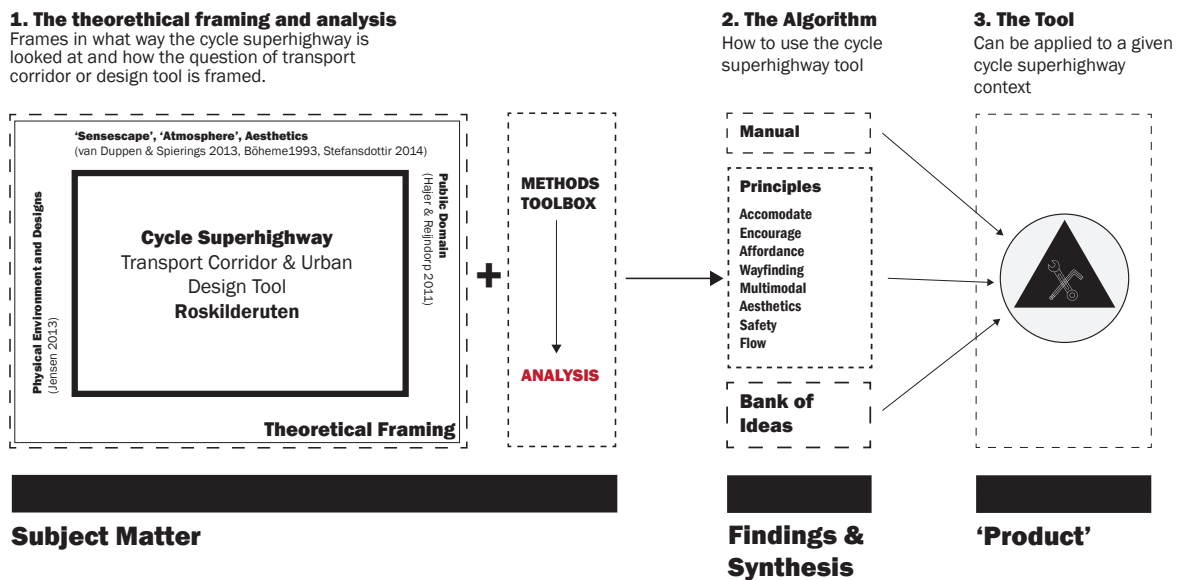 1. The theorethical framing and analysis
Frames in what way the cycle superhighway is
looked at and how the question of transport
corridor or design tool is framed.
‘Sensescape’, ‘Atmosphere’, Aesthetics
(van Duppen & Spierings 2013, Böheme1993, Stefansdottir 2014)
Physical Environment and Designs
(Jensen 2013)
Cycle Superhighway
Transport Corridor & Urban
Design Tool
Roskilderuten
Public Domain
(Hajer & Reijndorp 2011)
Theoretical Framing
+
METHODS
TOOLBOX
ANALYSIS
Subject Matter
2. The Algorithm
How to use the cycle
superhighway tool
Manual
Principles
Accomodate
Encourage
Affordance
Wayfinding
Multimodal
Aesthetics
Safety
Flow
Bank of
Ideas
Findings &
Synthesis
3. The Tool
Can be applied to a given
cycle superhighway
context
‘Product’